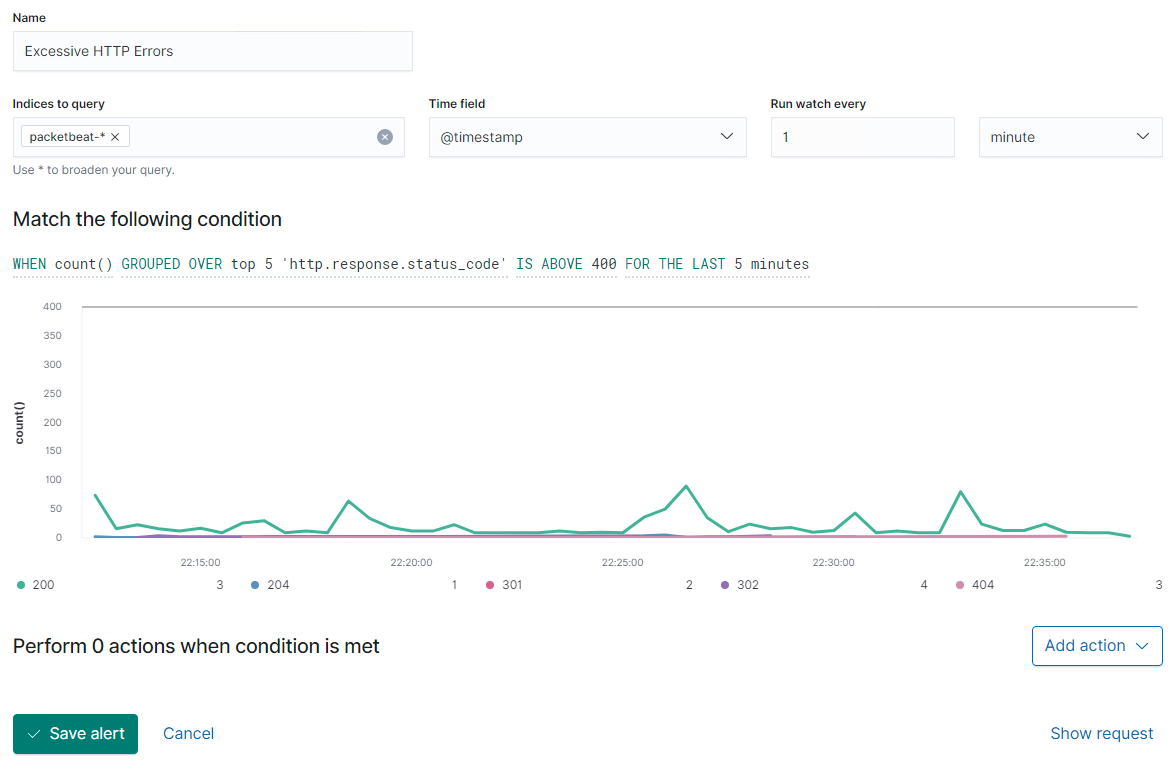 Name
Excessive HTTP Errors
Indices to query
Time field
Run watch every
packetbeat-*
@timestamp
1
minute
Use * to broaden your query.
Match the following condition
WHEN count() GROUPED OVER top 5 'http.response.status_code' IS ABOVE 400 FOR THE LAST 5 minutes
400
350
300
250
200
150
100
50
0
count()
22:15:00 22:20:00 22:25:00 22:30:00 22:35:00
200 3 204 1 301 2 302 4 404 3
Perform 0 actions when condition is met
Add action
Save alert
Cancel
Show request